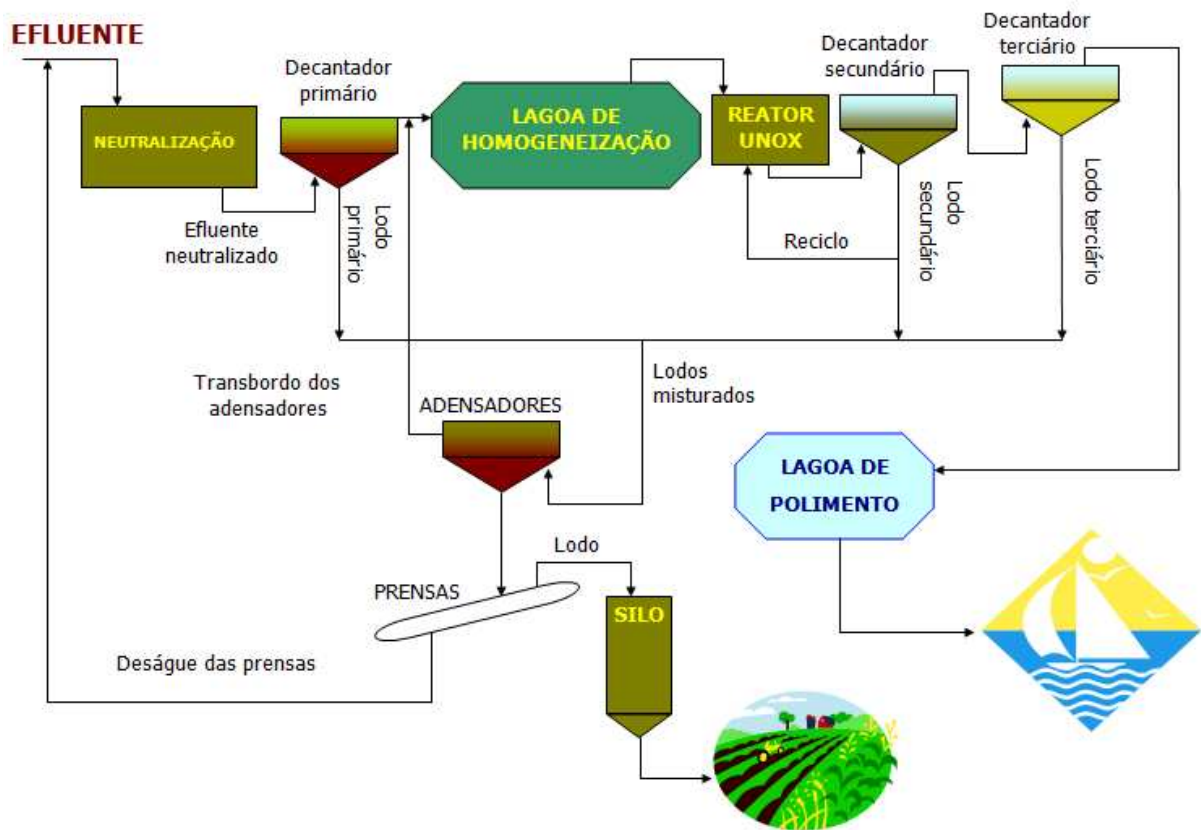 EFLUENTE
Decantador
primário
Decantador
secundário
Decantador
terciário
NEUTRALIZAÇÃO
LAGOA DE
HOMOGENEIZAÇÃO
REATOR
UNOX
Efluente
neutralizado
Lodo
primário
Reciclo
Lodo
secundário
Lodo terciário
Transbordo dos
adensadores
ADENSADORES
Lodos
misturados
LAGOA DE
POLIMENTO
Lodo
PRENSAS
SILO
Deságue das prensas